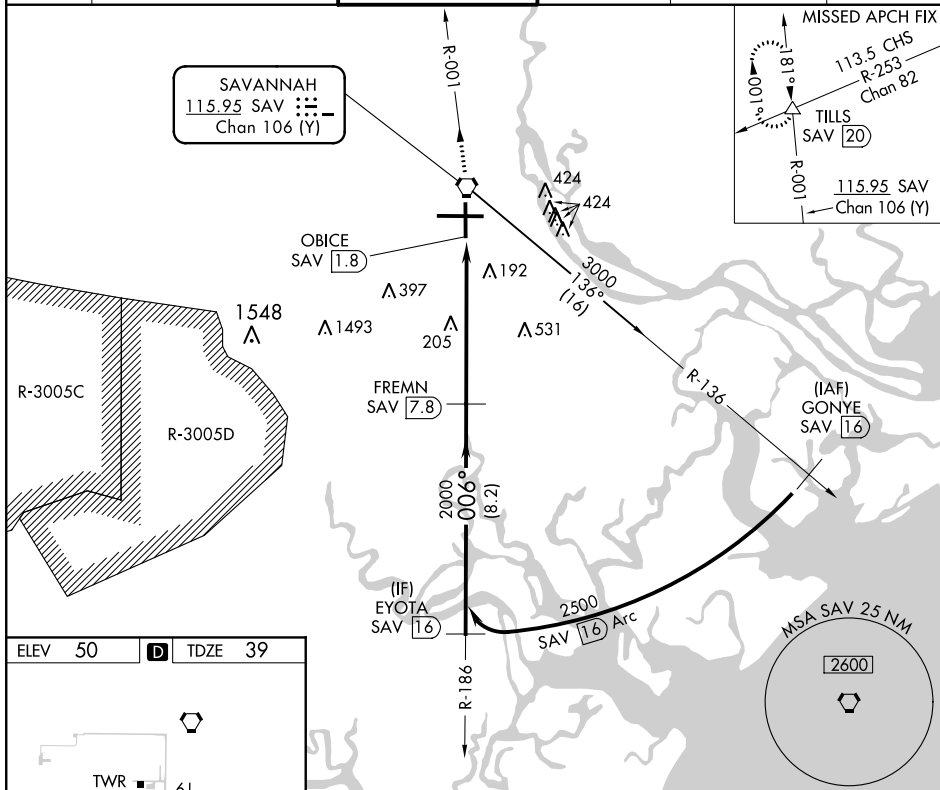 MISSED APCH FIX
181°
001°
113.5 CHS
R-253
Chan 82
TILLS
SAV 20
R-001
115.95 SAV
Chan 106 (Y)
R-001
SAVANNAH
115.95 SAV
Chan 106 (Y)
424
424
OBICE
SAV 1.8
192
3000
136°
(16)
397
1548
1493
205
531
R-3005C
R-3005D
FREMN
SAV 7.8
R-136
(IAF)
GONYE
SAV 16
2000
006°
(8.2)
(IF)
EYOTA
SAV 16
2500
SAV 16 Arc
R-186
MSA SAV 25 NM
2600
ELEV 50 D TDZE 39
TWR